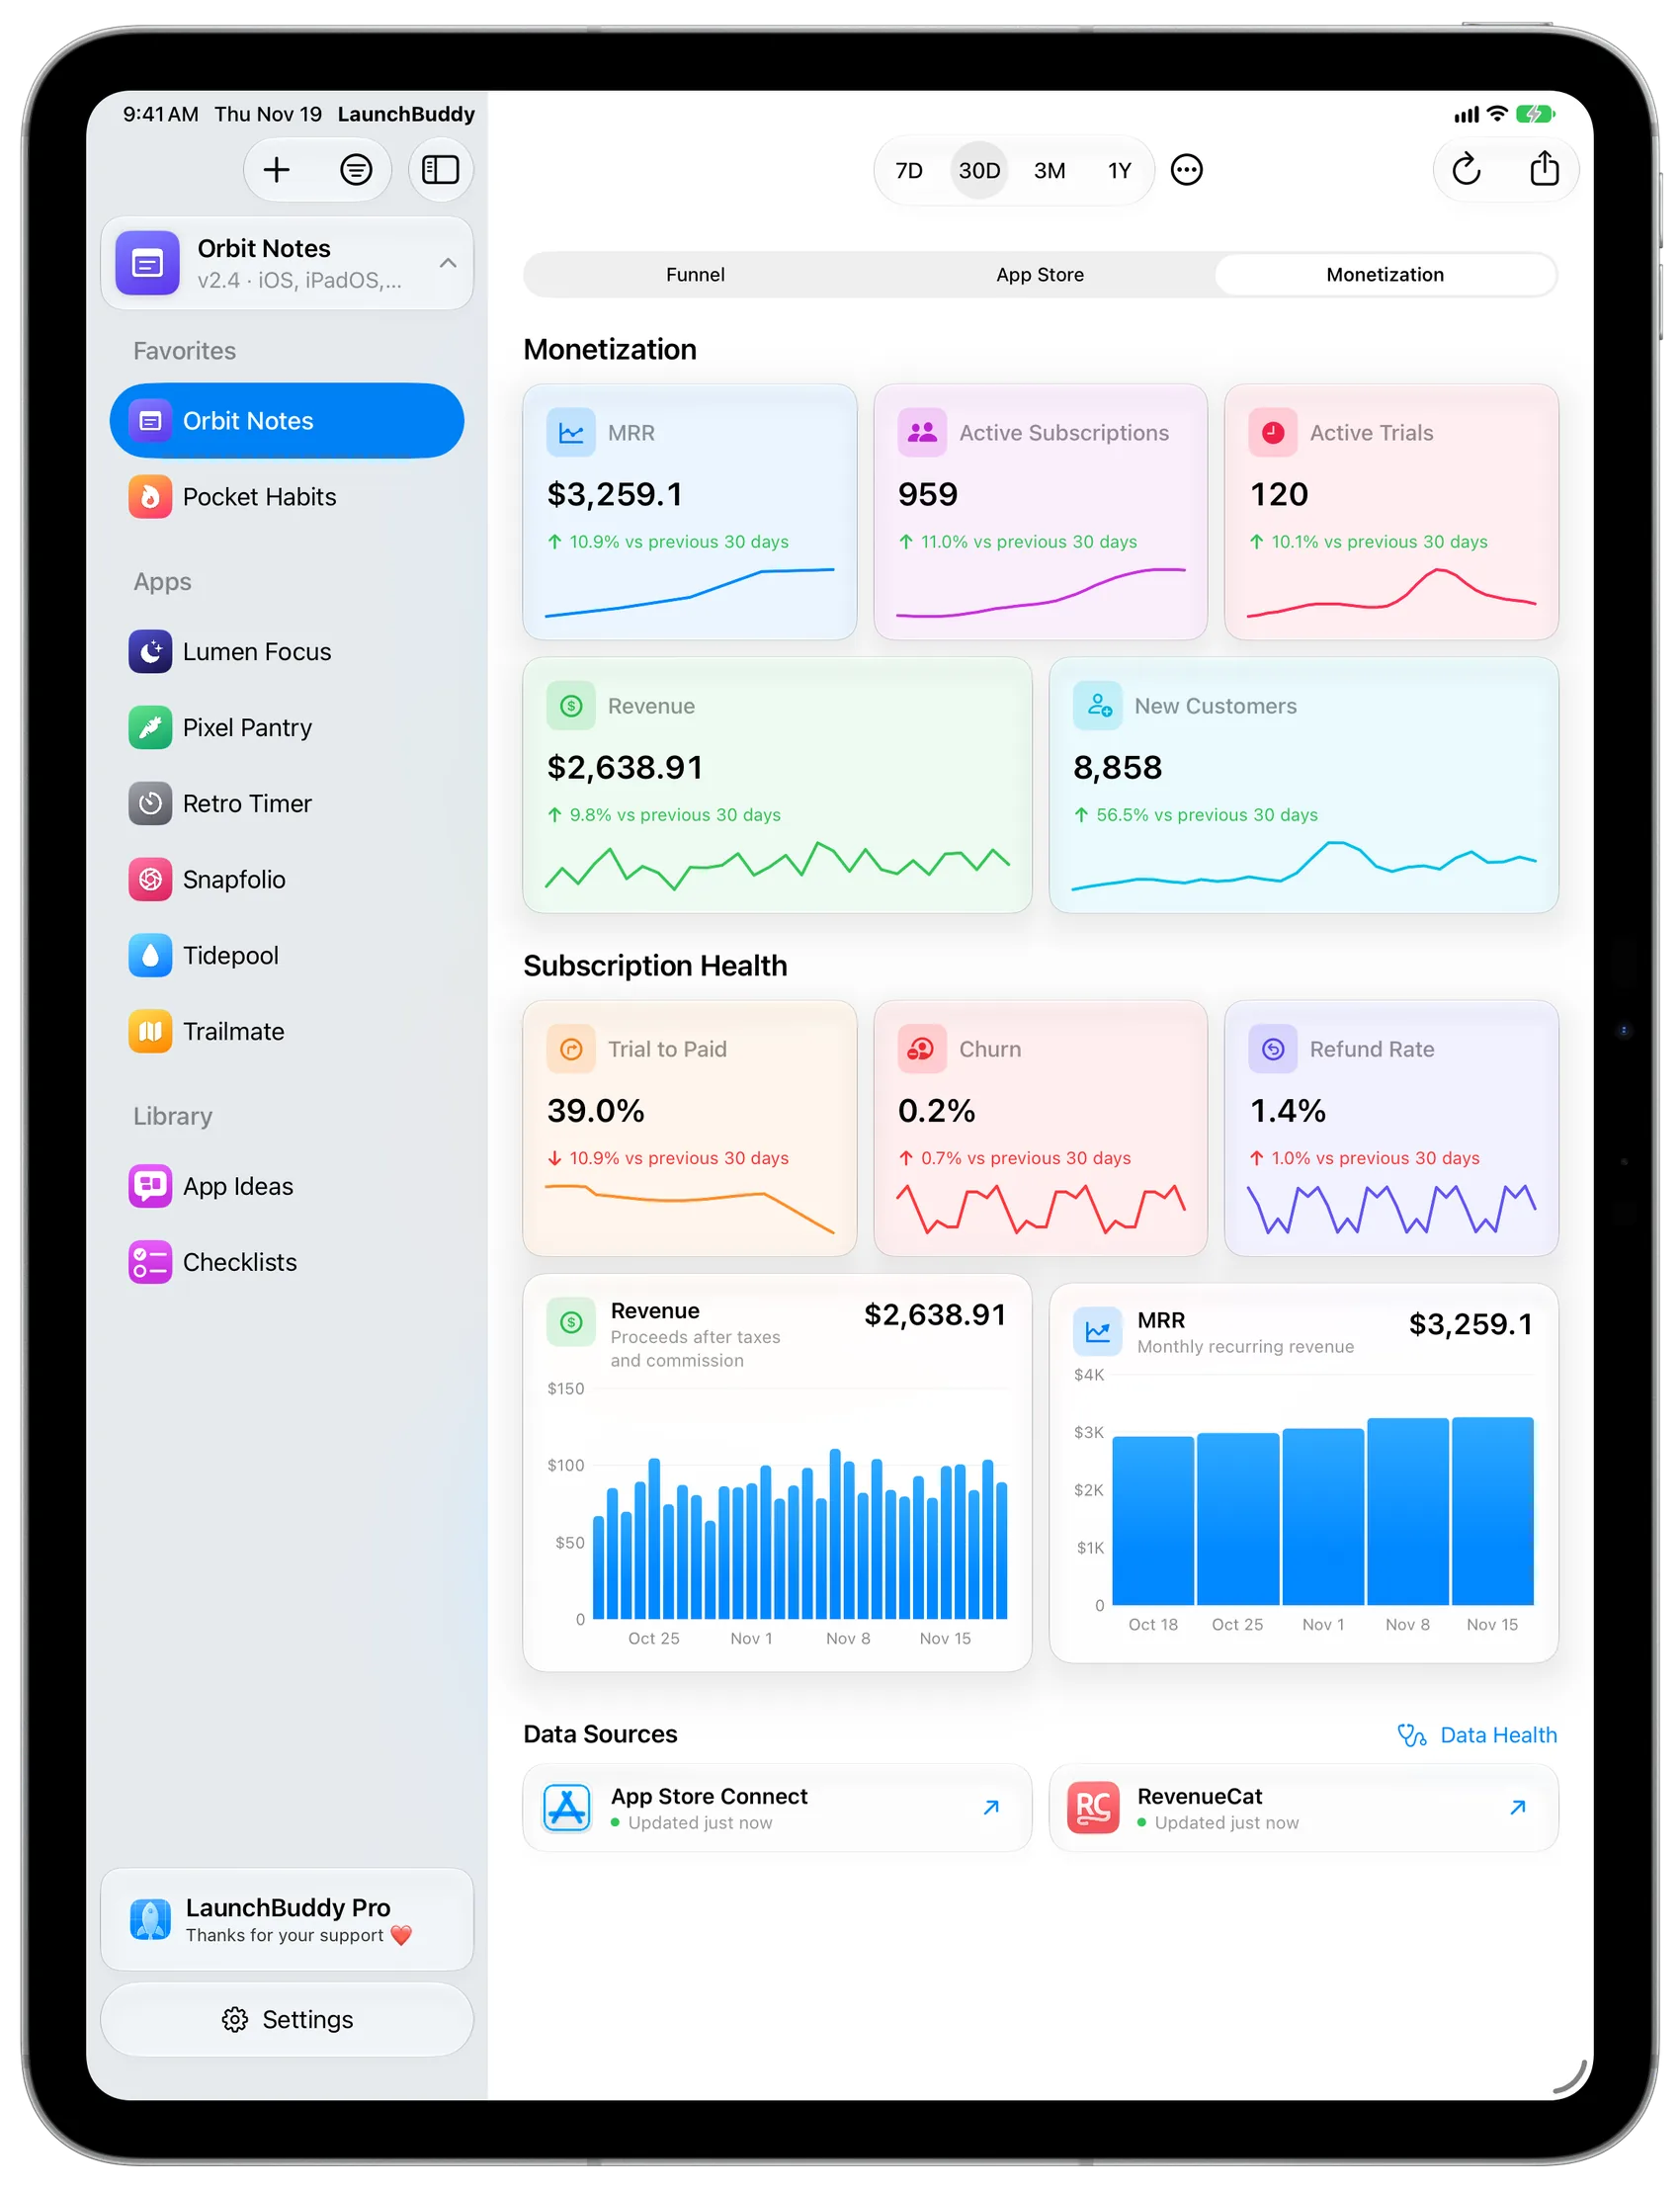 9:41 AM Thu Nov 19 LaunchBuddy
Orbit Notes
v2.4 · iOS, iPadOS,...
Favorites
Orbit Notes
Pocket Habits
Apps
Lumen Focus
Pixel Pantry
Retro Timer
Snapfolio
Tidepool
Trailmate
Library
App Ideas
Checklists
LaunchBuddy Pro
Thanks for your support ❤️
Settings
7D 30D 3M 1Y
Funnel App Store Monetization
Monetization
MRR
$3,259.1
↑ 10.9% vs previous 30 days
Active Subscriptions
959
↑ 11.0% vs previous 30 days
Active Trials
120
↑ 10.1% vs previous 30 days
Revenue
$2,638.91
↑ 9.8% vs previous 30 days
New Customers
8,858
↑ 56.5% vs previous 30 days
Subscription Health
Trial to Paid
39.0%
↓ 10.9% vs previous 30 days
Churn
0.2%
↑ 0.7% vs previous 30 days
Refund Rate
1.4%
↑ 1.0% vs previous 30 days
Revenue
$2,638.91
Proceeds after taxes
and commission
$150
$100
$50
0
Oct 25 Nov 1 Nov 8 Nov 15
MRR
$3,259.1
Monthly recurring revenue
$4K
$3K
$2K
$1K
0
Oct 18 Oct 25 Nov 1 Nov 8 Nov 15
Data Sources
Data Health
App Store Connect
Updated just now
RC
RevenueCat
Updated just now